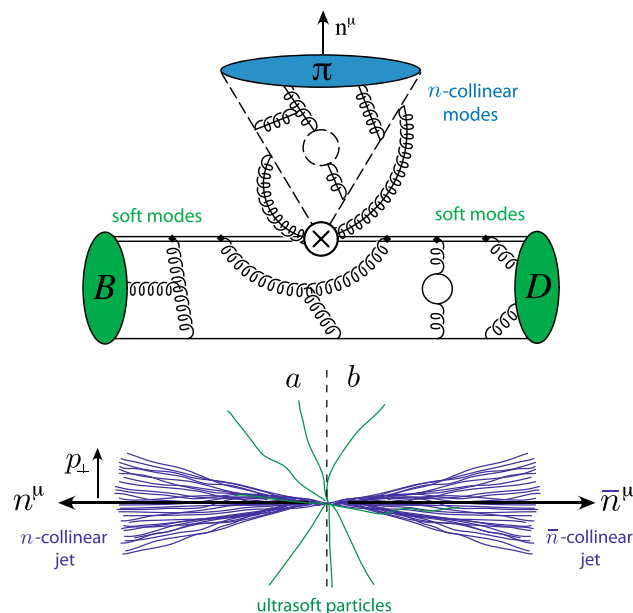 n^μ
π
n-collinear
modes
soft modes
soft modes
B
D
a
b
p_⊥
n^μ
n̄^μ
n-collinear
jet
n̄-collinear
jet
ultrasoft particles